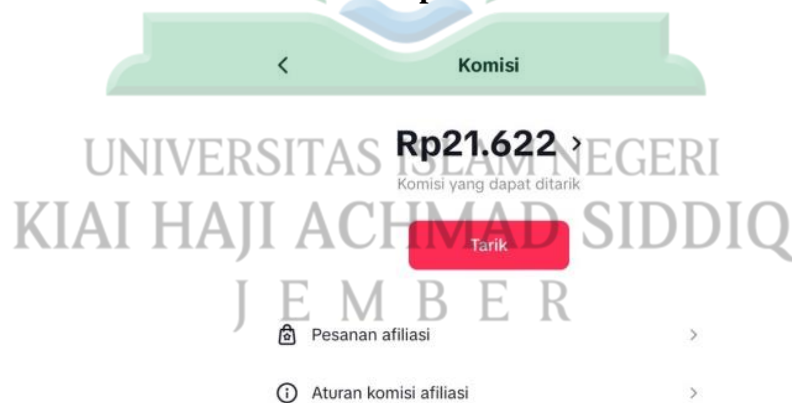 Komisi
Rp21.622
Komisi yang dapat ditarik
UNIVERSITAS ISLAM NEGERI
KIAI HAJI ACHMAD SIDDIQ
Tarik
JEMBER
Pesanan afiliasi
Aturan komisi afiliasi